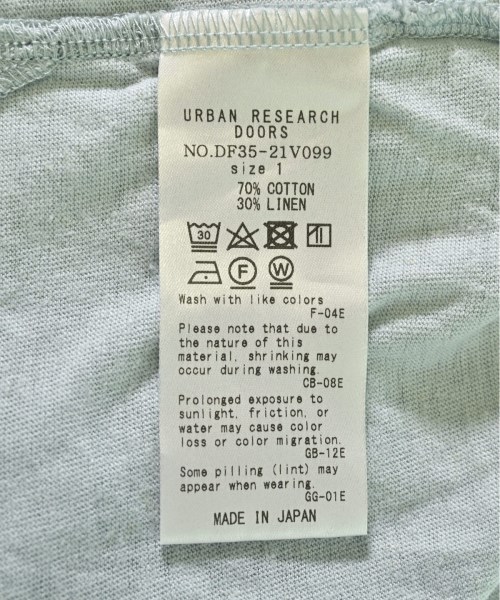 URBAN RESEARCH
DOORS
NO.DF35-21V099
size 1
70% COTTON
30% LINEN
30
F W
Wash with like colors
F-04E
Please note that due to
the nature of this
material, shrinking may
occur during washing.
CB-08E
Prolonged exposure to
sunlight, friction, or
water may cause color
loss or color migration.
GB-12E
Some pilling (lint) may
appear when wearing.
GG-01E
MADE IN JAPAN